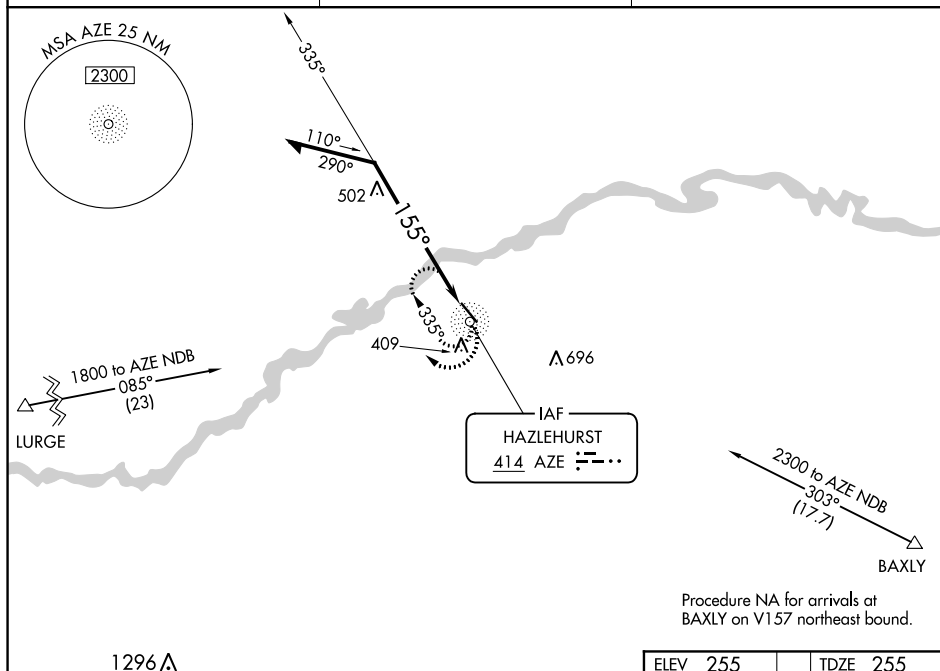 MSA AZE 25 NM
2300
335°
110°
290°
502
155°
335°
409
696
1800 to AZE NDB
085°
(23)
LURGE
IAF
HAZLEHURST
414 AZE
2300 to AZE NDB
303°
(17.7)
BAXLY
Procedure NA for arrivals at
BAXLY on V157 northeast bound.
1296
ELEV 255 TDZE 255